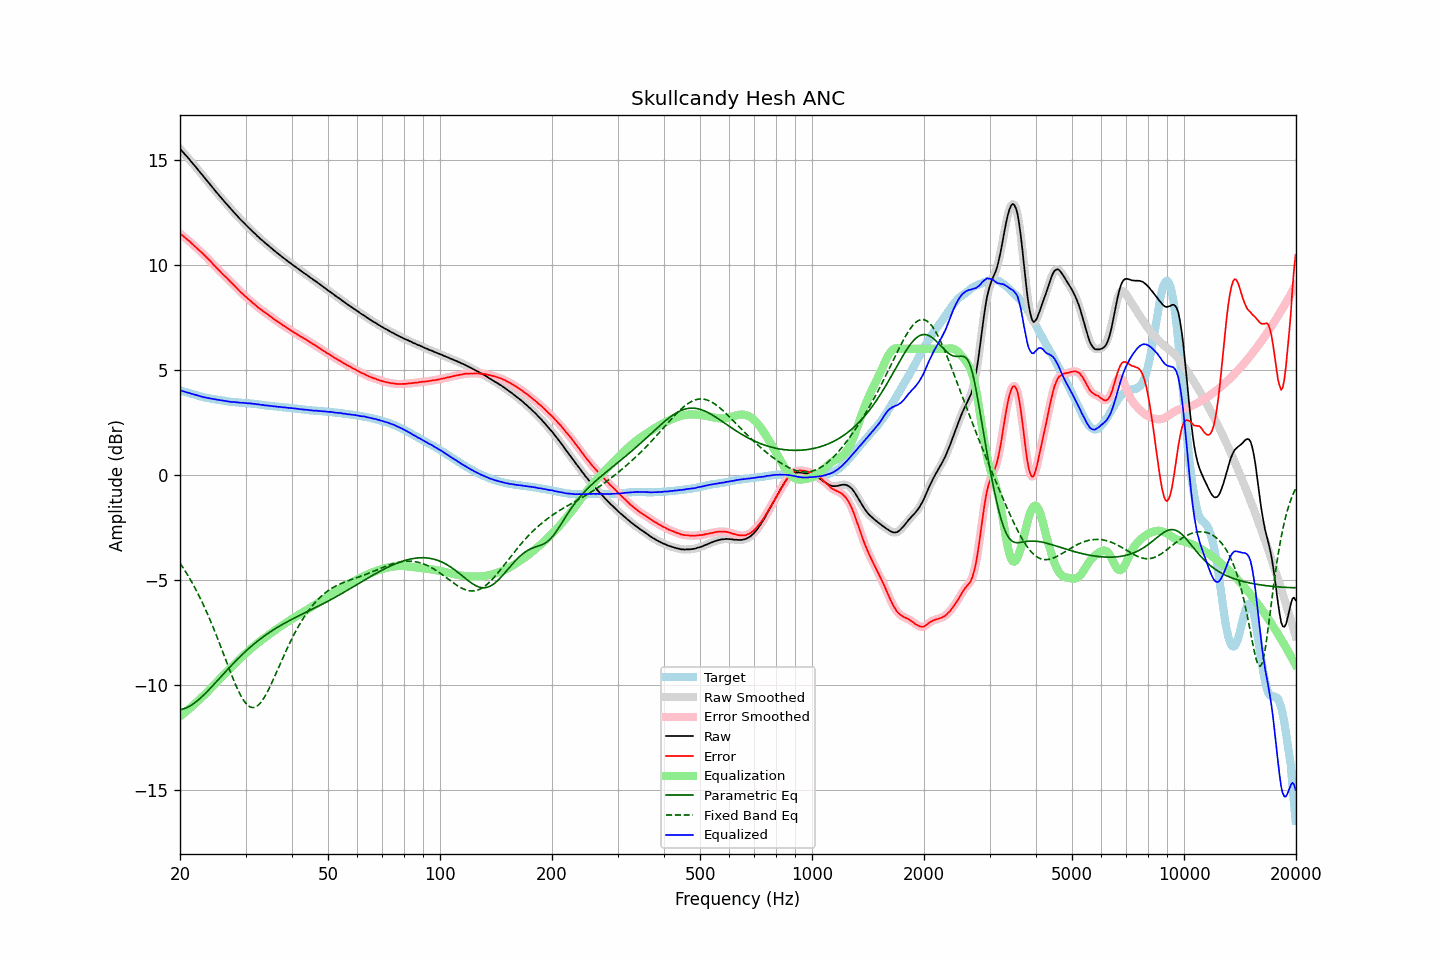 Skullcandy Hesh ANC
Amplitude (dBr)
15
10
5
0
−5
−10
−15
Target
Raw Smoothed
Error Smoothed
Raw
Error
Equalization
Parametric Eq
Fixed Band Eq
Equalized
20 50 100 200 500 1000 2000 5000 10000 20000
Frequency (Hz)